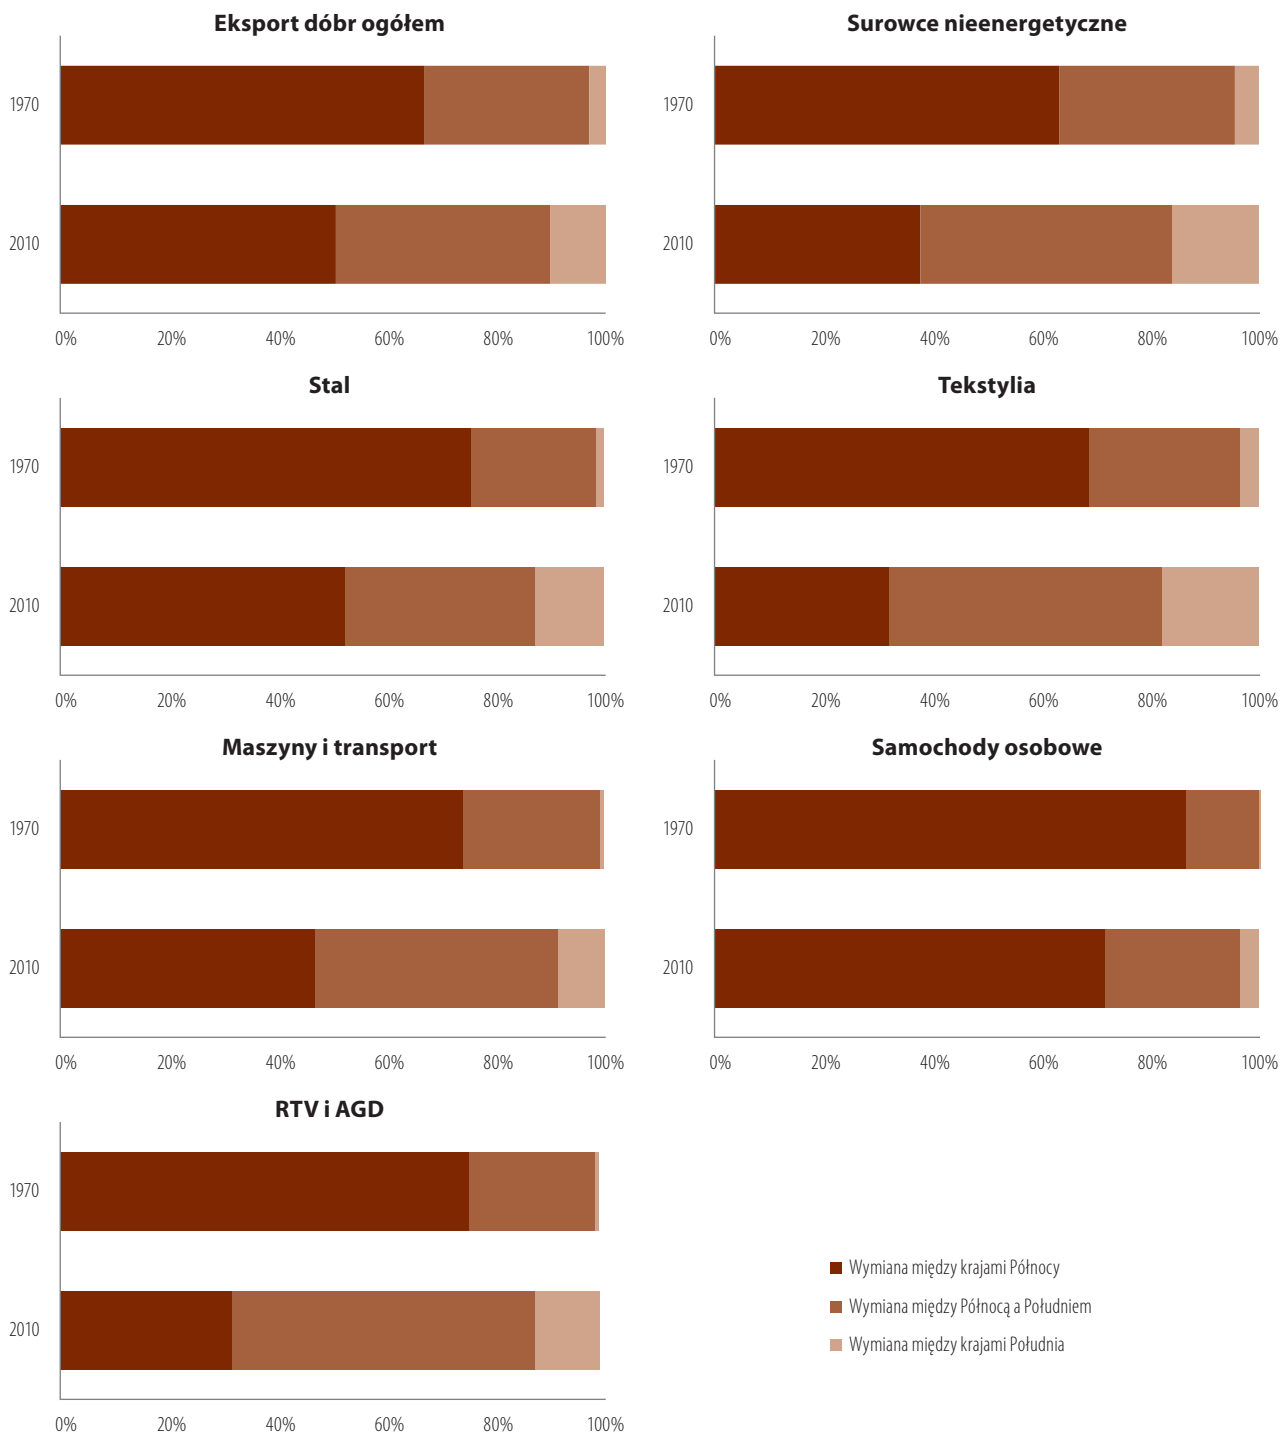 Eksport dóbr ogółem
1970
2010
0% 20% 40% 60% 80% 100%
Surowce nieenergetyczne
1970
2010
0% 20% 40% 60% 80% 100%
Stal
1970
2010
0% 20% 40% 60% 80% 100%
Tekstylia
1970
2010
0% 20% 40% 60% 80% 100%
Maszyny i transport
1970
2010
0% 20% 40% 60% 80% 100%
Samochody osobowe
1970
2010
0% 20% 40% 60% 80% 100%
RTV i AGD
1970
2010
0% 20% 40% 60% 80% 100%
Wymiana między krajami Północy
Wymiana między Północą a Południem
Wymiana między krajami Południa